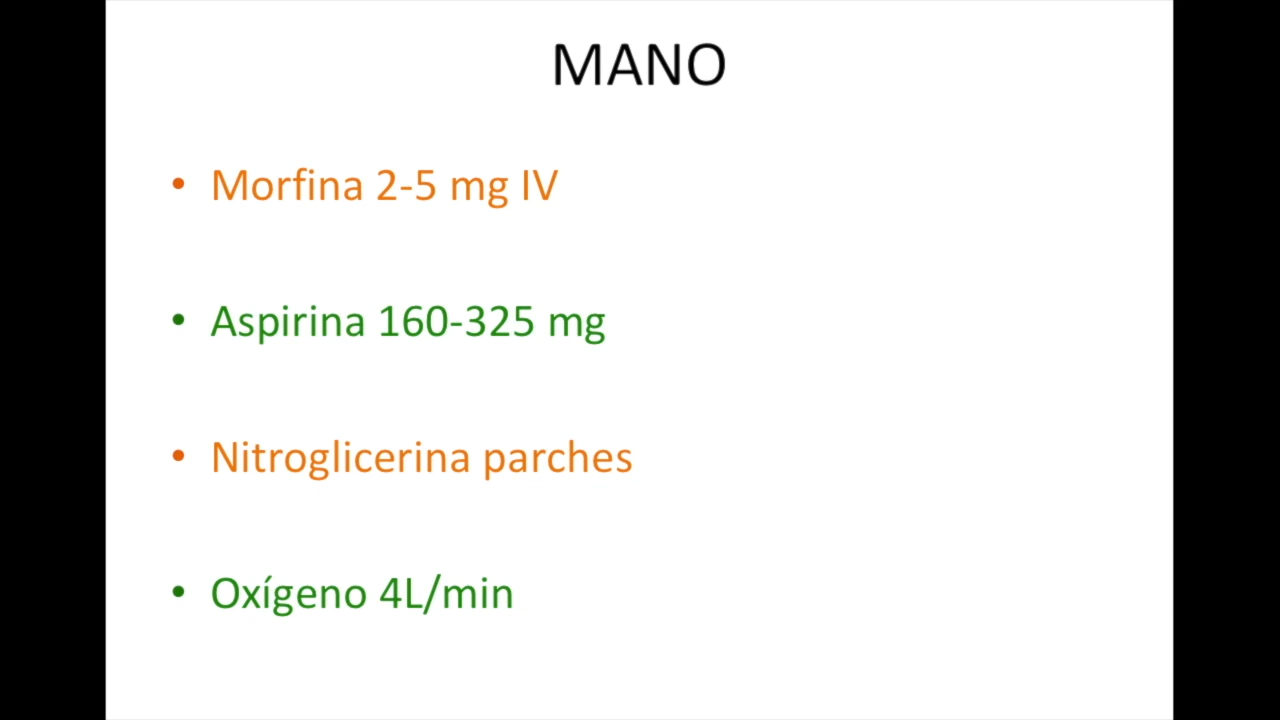 MANO
• Morfina 2-5 mg IV
• Aspirina 160-325 mg
• Nitroglicerina parches
• Oxígeno 4L/min